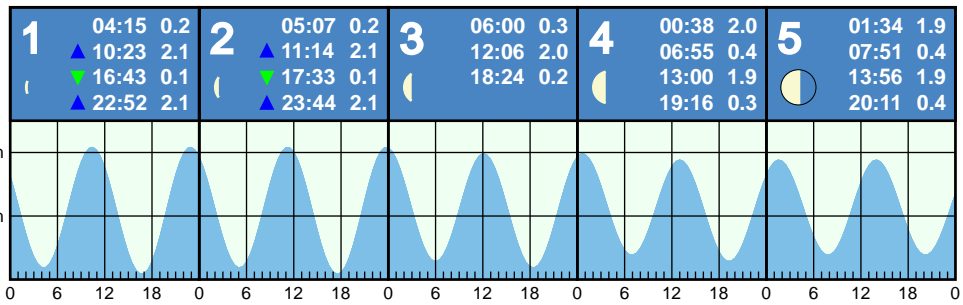 1
04:15 0.2
▲ 10:23 2.1
▼ 16:43 0.1
▲ 22:52 2.1
2
05:07 0.2
▲ 11:14 2.1
▼ 17:33 0.1
▲ 23:44 2.1
3
06:00 0.3
12:06 2.0
18:24 0.2
4
00:38 2.0
06:55 0.4
13:00 1.9
19:16 0.3
5
01:34 1.9
07:51 0.4
13:56 1.9
20:11 0.4
m
m
0 6 12 18 0 6 12 18 0 6 12 18 0 6 12 18 0 6 12 18 0